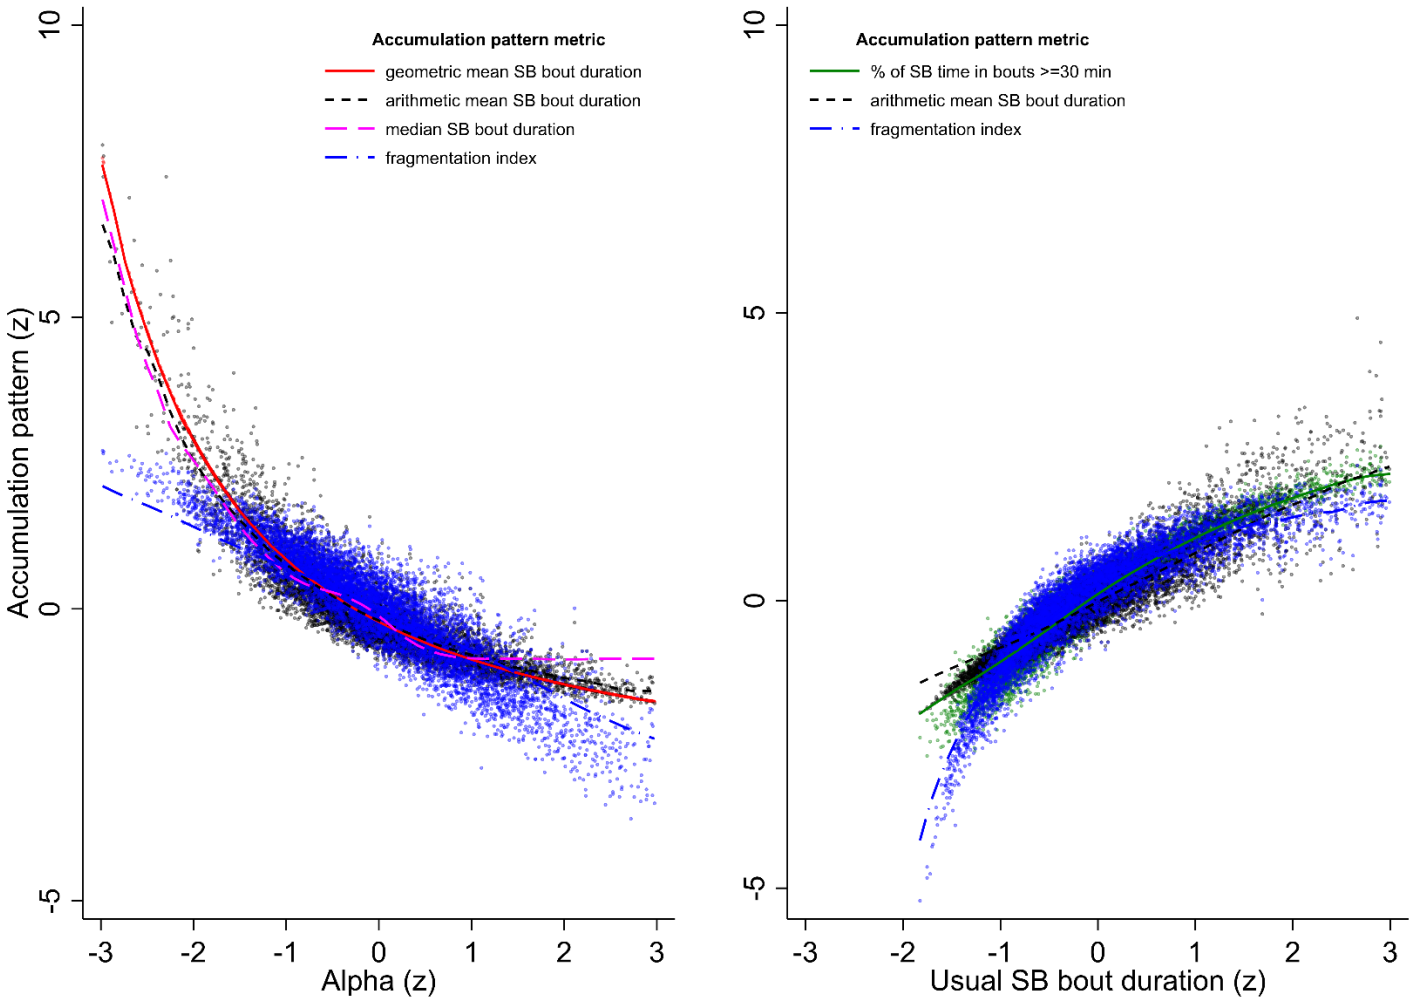 Accumulation pattern metric
geometric mean SB bout duration
arithmetic mean SB bout duration
median SB bout duration
fragmentation index
10
5
0
-5
Accumulation pattern (z)
-3 -2 -1 0 1 2 3
Alpha (z)
Accumulation pattern metric
% of SB time in bouts >=30 min
arithmetic mean SB bout duration
fragmentation index
10
5
0
-5
-3 -2 -1 0 1 2 3
Usual SB bout duration (z)